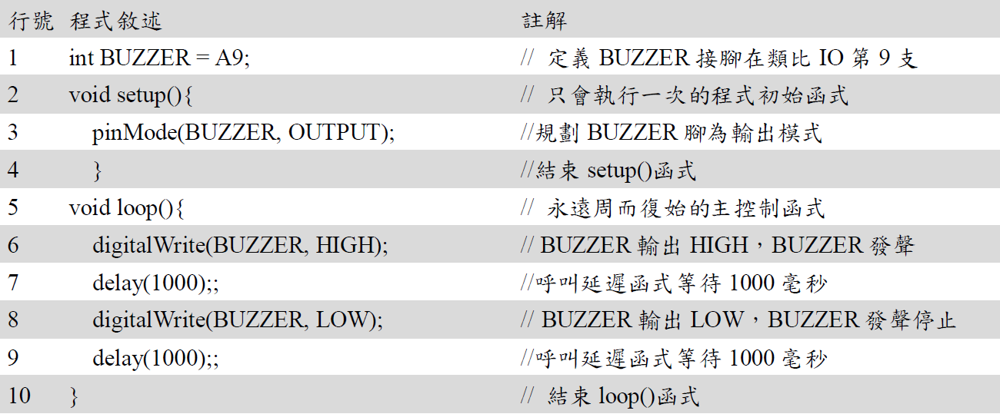 行號 程式敘述 註解
1 int BUZZER = A9; // 定義 BUZZER 接腳在類比 IO 第 9 支
2 void setup(){ // 只會執行一次的程式初始函式
3 pinMode(BUZZER, OUTPUT); //規劃 BUZZER 腳為輸出模式
4 } //結束 setup()函式
5 void loop(){ // 永遠周而復始的主控制函式
6 digitalWrite(BUZZER, HIGH); // BUZZER 輸出 HIGH，BUZZER 發聲
7 delay(1000);; //呼叫延遲函式等待 1000 毫秒
8 digitalWrite(BUZZER, LOW); // BUZZER 輸出 LOW，BUZZER 發聲停止
9 delay(1000);; //呼叫延遲函式等待 1000 毫秒
10 } // 結束 loop()函式